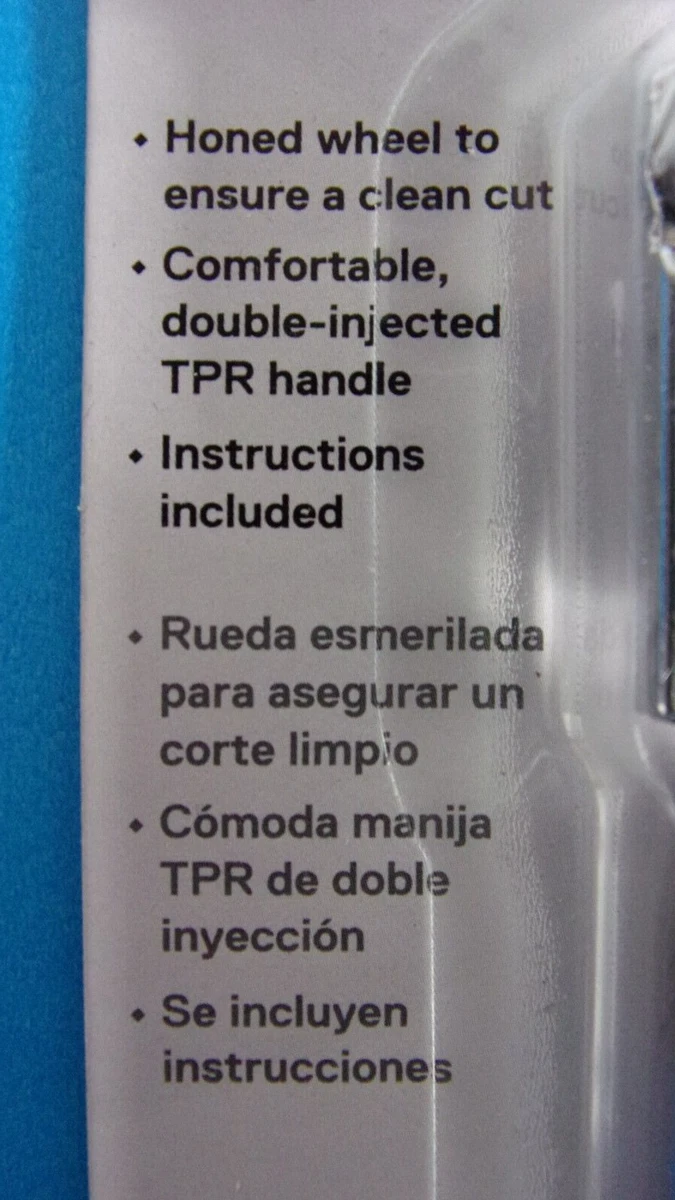 • Honed wheel to
ensure a clean cut
• Comfortable,
double-injected
TPR handle
• Instructions
included
• Rueda esmerilada
para asegurar un
corte limpio
• Cómoda manija
TPR de doble
inyección
• Se incluyen
instrucciones